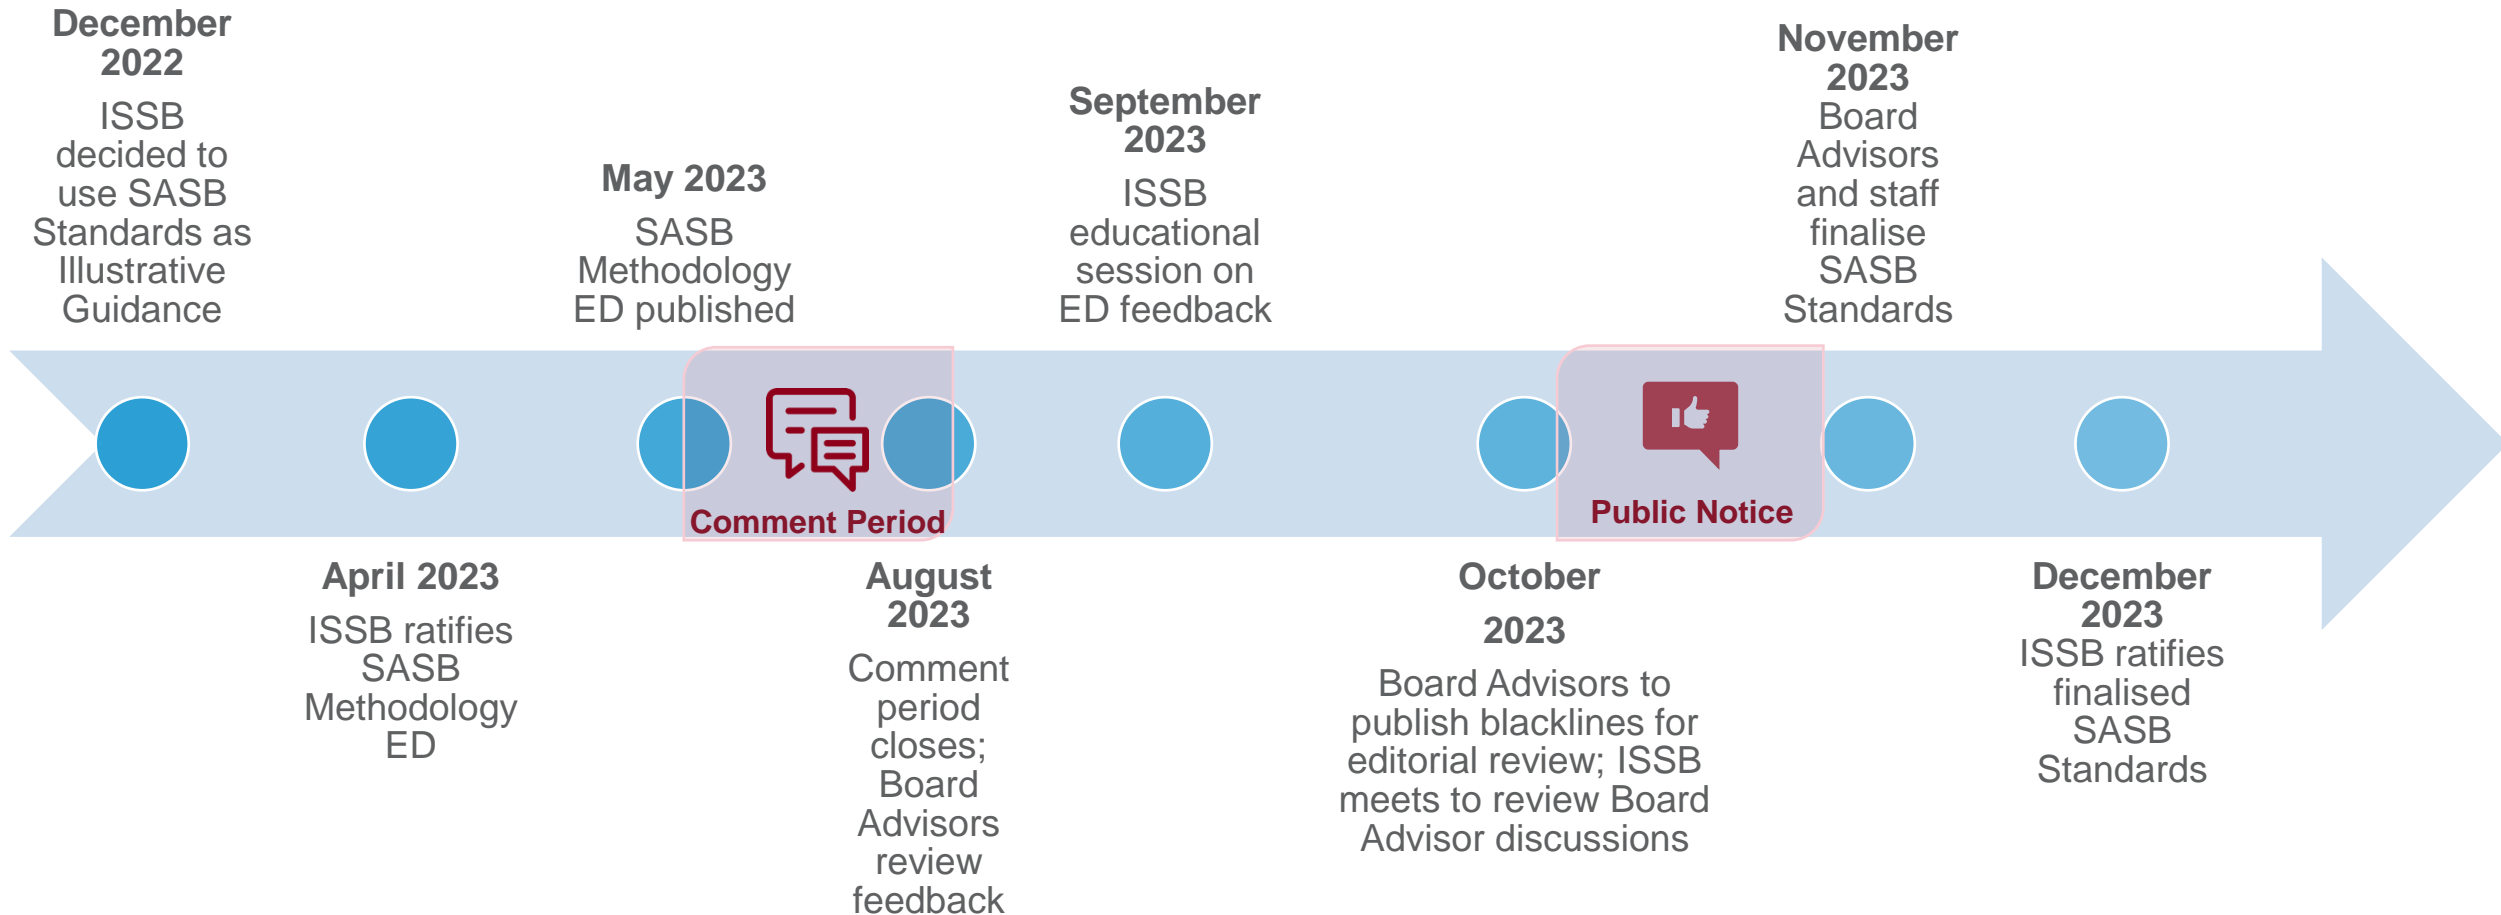 December
2022
ISSB
decided to
use SASB
Standards as
Illustrative
Guidance
April 2023
ISSB ratifies
SASB
Methodology
ED
May 2023
SASB
Methodology
ED published
Comment Period
August
2023
Comment
period
closes;
Board
Advisors
review
feedback
September
2023
ISSB
educational
session on
ED feedback
October
2023
Board Advisors to
publish blacklines for
editorial review; ISSB
meets to review Board
Advisor discussions
Public Notice
November
2023
Board
Advisors
and staff
finalise
SASB
Standards
December
2023
ISSB ratifies
finalised
SASB
Standards